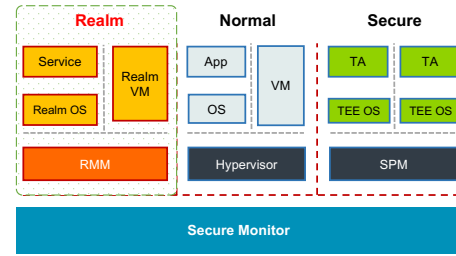 Realm Normal Secure
Service Realm VM App VM TA TA
Realm OS OS TEE OS TEE OS
RMM Hypervisor SPM
Secure Monitor